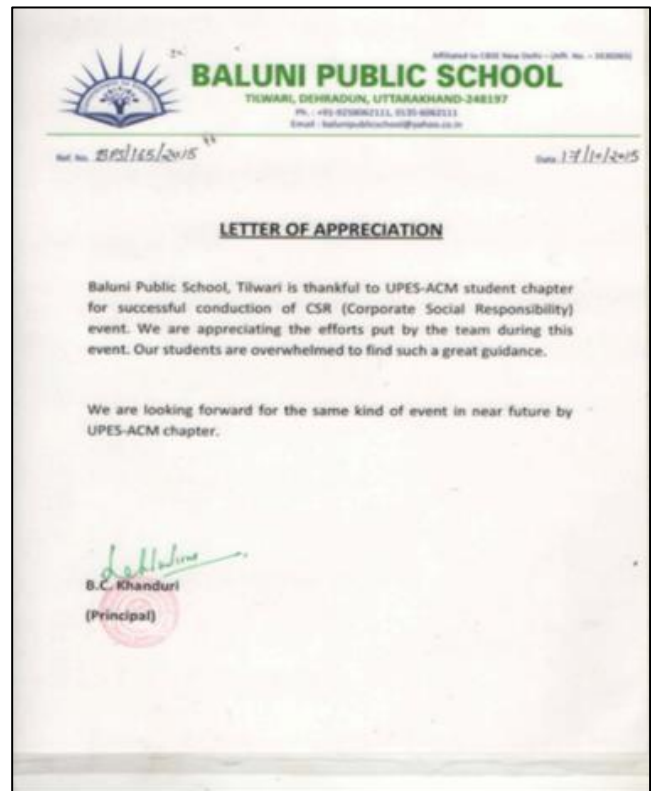 BALUNI PUBLIC SCHOOL
TILWARI, DEHRADUN, UTTARAKHAND-248197
Ref. No. BPS/165/2015
Date 17/10/2015
LETTER OF APPRECIATION
Baluni Public School, Tilwari is thankful to UPES-ACM student chapter
for successful conduction of CSR (Corporate Social Responsibility)
event. We are appreciating the efforts put by the team during this
event. Our students are overwhelmed to find such a great guidance.
We are looking forward for the same kind of event in near future by
UPES-ACM chapter.
B.C. Khanduri
(Principal)